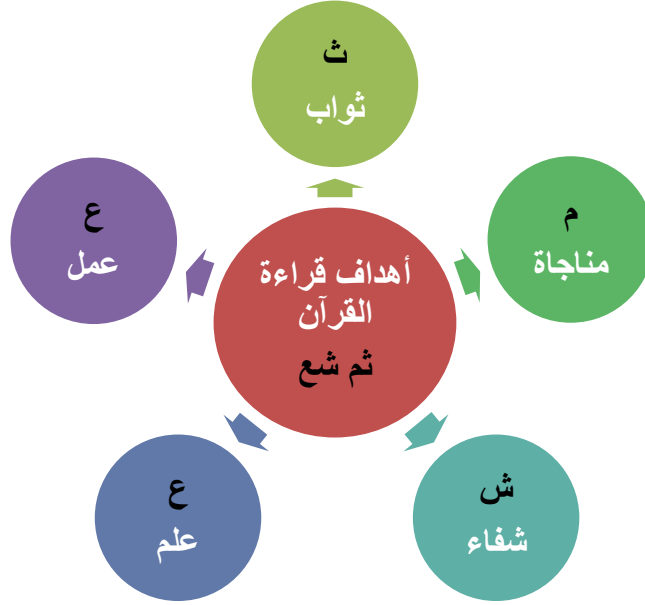 ث
ثواب
م
مناجاة
ع
عمل
أهداف قراءة
القرآن
ثم شع
ش
شفاء
ع
علم